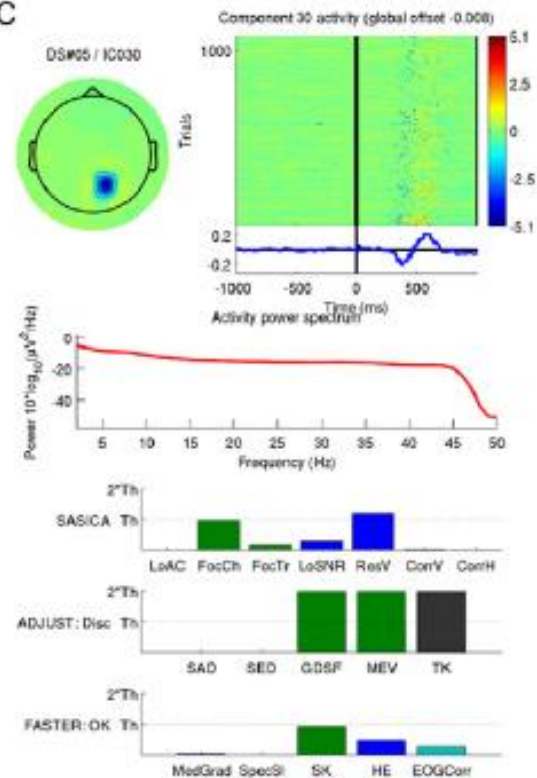 C
DS#05 / IC030
Component 30 activity (global offset -0.008)
1000
Trials
5.1
2.5
0
-2.5
-5.1
0.2
-0.2
-1000 -500 0 500
Time (ms)
Activity power spectrum
Power 10*log10(μV2/Hz)
0
-20
-40
5 10 15 20 25 30 35 40 45 50
Frequency (Hz)
2*Th
SASICA Th
LoAC FocCh FocTr LoSNR ResV CorrV CorrH
2*Th
ADJUST: Disc Th
SAD SED GDSF MEV TK
2*Th
FASTER: OK Th
MedGrad SpecSl SK HE EOGCorr